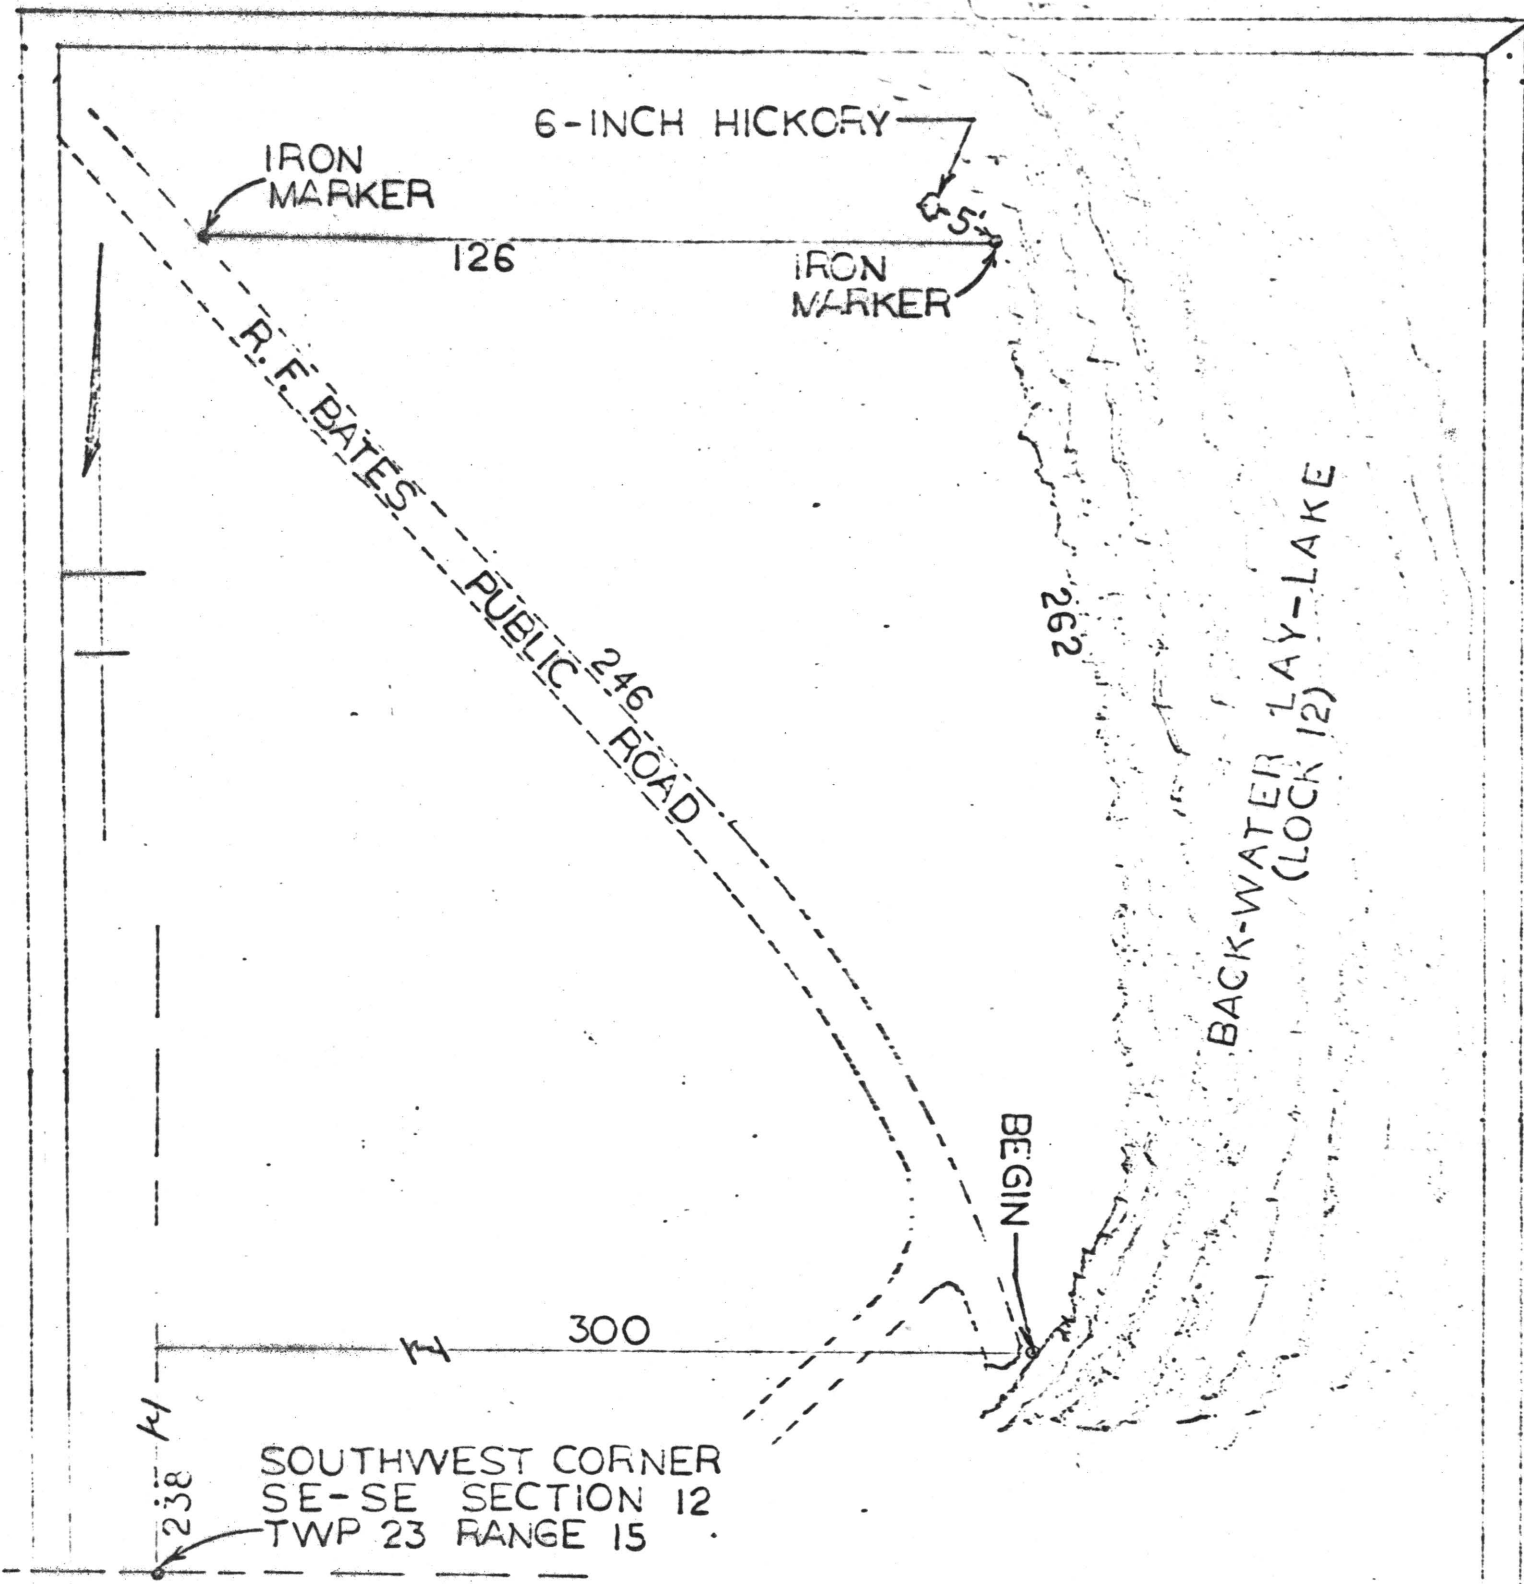 6-INCH HICKORY
IRON
MARKER
5'
126
IRON
MARKER
R. F. BATES PUBLIC ROAD
246
262
BACK-WATER LAY-LAKE
(LOCK 12)
BEGIN
300
238
SOUTHWEST CORNER
SE-SE SECTION 12
TWP 23 RANGE 15